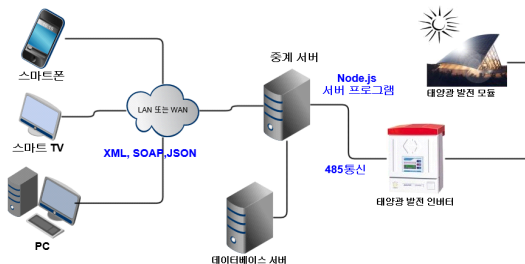 스마트폰
스마트 TV
PC
LAN 또는 WAN
XML, SOAP,JSON
중계 서버
Node.js
서버 프로그램
485통신
데이터베이스 서버
태양광 발전 모듈
태양광 발전 인버터